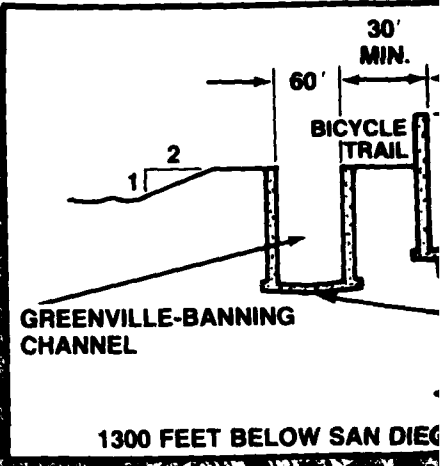 30'
MIN.
60'
BICYCLE
TRAIL
2
1
GREENVILLE-BANNING
CHANNEL
1300 FEET BELOW SAN